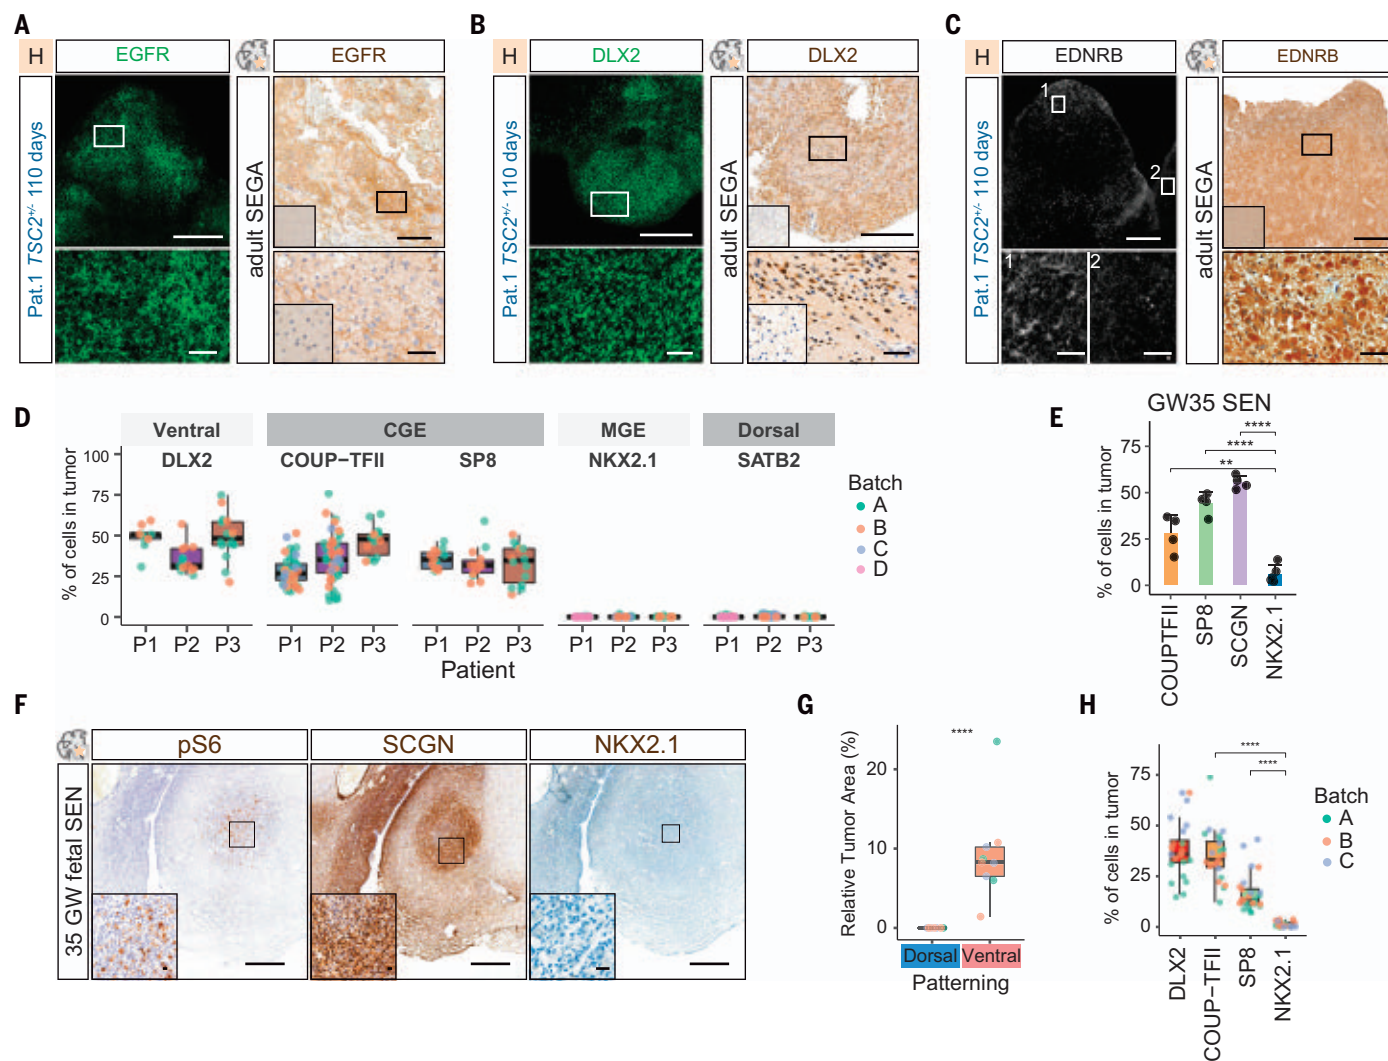 A
H
EGFR
EGFR
Pat.1 TSC2+/- 110 days
adult SEGA
B
H
DLX2
DLX2
Pat.1 TSC2+/- 110 days
adult SEGA
C
H
EDNRB
EDNRB
Pat.1 TSC2+/- 110 days
1
2
1
2
adult SEGA
D
Ventral
CGE
MGE
Dorsal
DLX2
COUP−TFII
SP8
NKX2.1
SATB2
% of cells in tumor
100
75
50
25
0
P1 P2 P3
P1 P2 P3
P1 P2 P3
P1 P2 P3
P1 P2 P3
Patient
Batch
A
B
C
D
E
GW35 SEN
% of cells in tumor
75
50
25
0
****
****
**
COUPTFII
SP8
SCGN
NKX2.1
F
pS6
SCGN
NKX2.1
35 GW fetal SEN
G
Relative Tumor Area (%)
20
10
0
****
Dorsal
Ventral
Patterning
H
% of cells in tumor
75
50
25
0
****
****
DLX2
COUP−TFII
SP8
NKX2.1
Batch
A
B
C